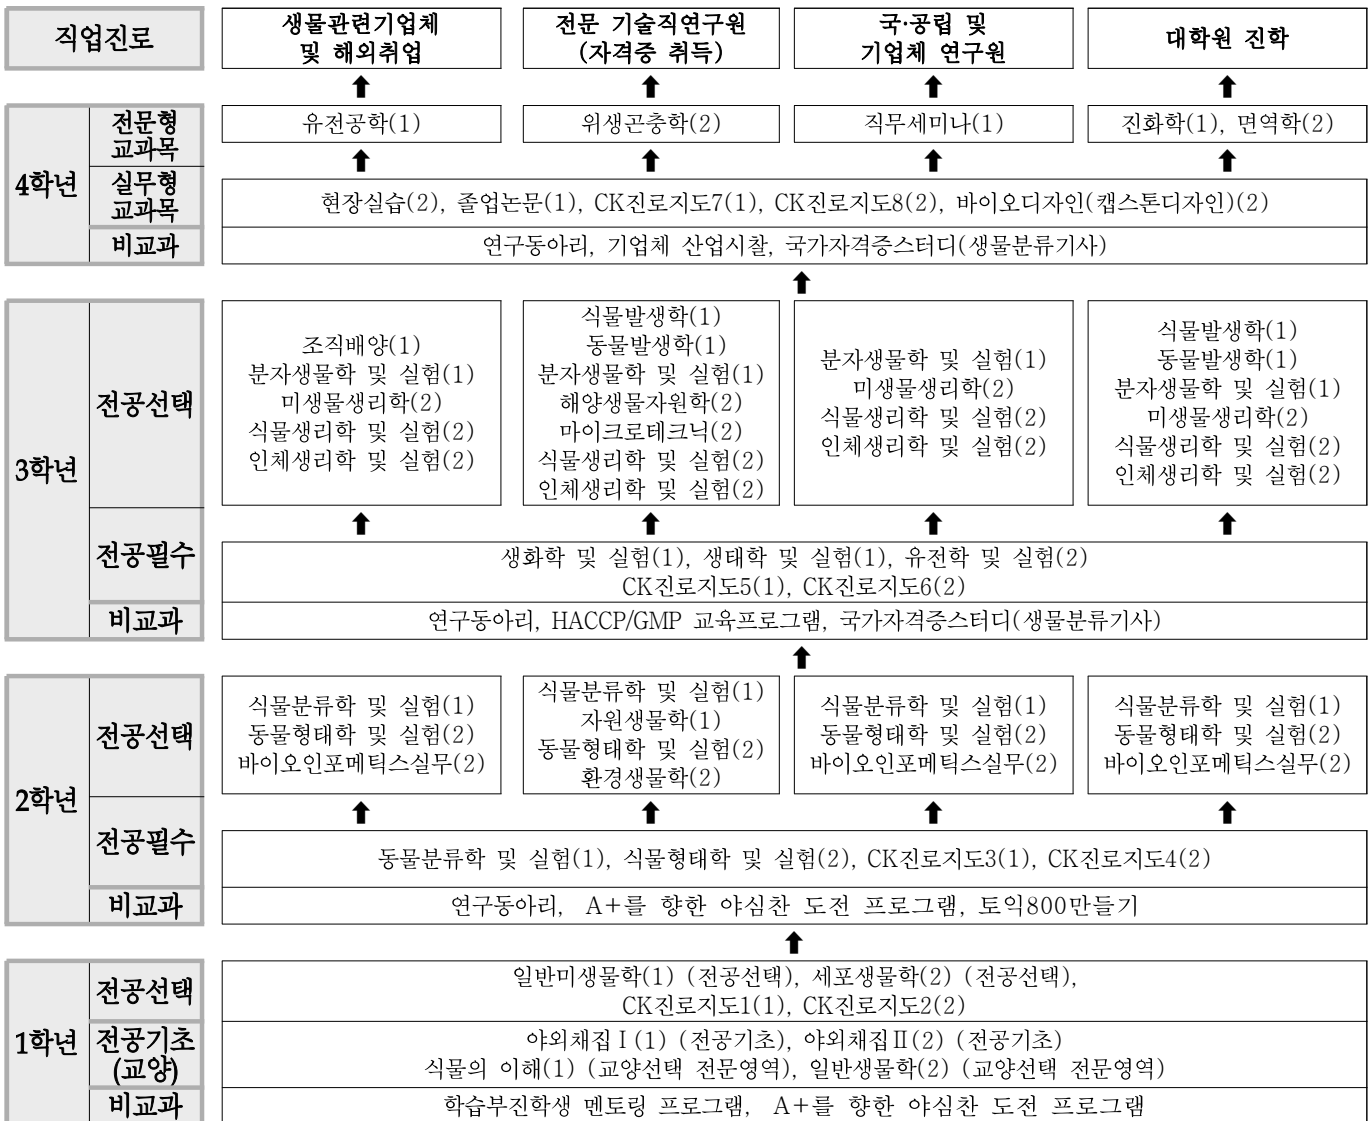 직업진로
생물관련기업체
및 해외취업
전문 기술직연구원
(자격증 취득)
국·공립 및
기업체 연구원
대학원 진학
4학년
전문형
교과목
유전공학(1)
위생곤충학(2)
직무세미나(1)
진화학(1), 면역학(2)
실무형
교과목
현장실습(2), 졸업논문(1), CK진로지도7(1), CK진로지도8(2), 바이오디자인(캡스톤디자인)(2)
비교과
연구동아리, 기업체 산업시찰, 국가자격증스터디(생물분류기사)
3학년
전공선택
조직배양(1)
분자생물학 및 실험(1)
미생물생리학(2)
식물생리학 및 실험(2)
인체생리학 및 실험(2)
식물발생학(1)
동물발생학(1)
분자생물학 및 실험(1)
해양생물자원학(2)
마이크로테크닉(2)
식물생리학 및 실험(2)
인체생리학 및 실험(2)
분자생물학 및 실험(1)
미생물생리학(2)
식물생리학 및 실험(2)
인체생리학 및 실험(2)
식물발생학(1)
동물발생학(1)
분자생물학 및 실험(1)
미생물생리학(2)
식물생리학 및 실험(2)
인체생리학 및 실험(2)
전공필수
생화학 및 실험(1), 생태학 및 실험(1), 유전학 및 실험(2)
CK진로지도5(1), CK진로지도6(2)
비교과
연구동아리, HACCP/GMP 교육프로그램, 국가자격증스터디(생물분류기사)
2학년
전공선택
식물분류학 및 실험(1)
동물형태학 및 실험(2)
바이오인포메틱스실무(2)
식물분류학 및 실험(1)
자원생물학(1)
동물형태학 및 실험(2)
환경생물학(2)
식물분류학 및 실험(1)
동물형태학 및 실험(2)
바이오인포메틱스실무(2)
식물분류학 및 실험(1)
동물형태학 및 실험(2)
바이오인포메틱스실무(2)
전공필수
동물분류학 및 실험(1), 식물형태학 및 실험(2), CK진로지도3(1), CK진로지도4(2)
비교과
연구동아리, A+를 향한 야심찬 도전 프로그램, 토익800만들기
1학년
전공선택
일반미생물학(1) (전공선택), 세포생물학(2) (전공선택),
CK진로지도1(1), CK진로지도2(2)
전공기초
(교양)
야외채집Ⅰ(1) (전공기초), 야외채집Ⅱ(2) (전공기초)
식물의 이해(1) (교양선택 전문영역), 일반생물학(2) (교양선택 전문영역)
비교과
학습부진학생 멘토링 프로그램, A+를 향한 야심찬 도전 프로그램